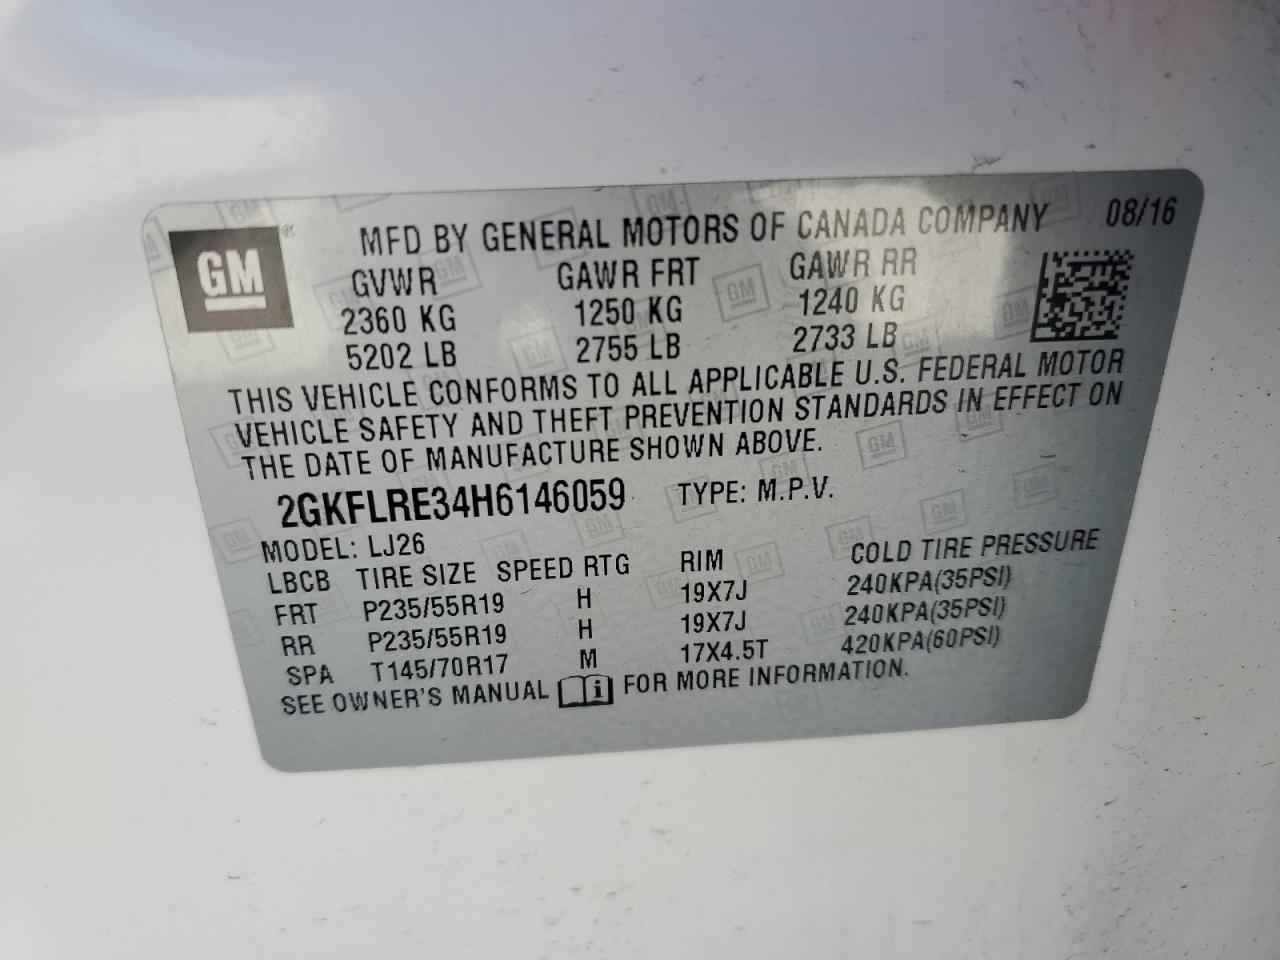 GM
MFD BY GENERAL MOTORS OF CANADA COMPANY 08/16
GVWR GAWR FRT GAWR RR
2360 KG 1250 KG 1240 KG
5202 LB 2755 LB 2733 LB
THIS VEHICLE CONFORMS TO ALL APPLICABLE U.S. FEDERAL MOTOR
VEHICLE SAFETY AND THEFT PREVENTION STANDARDS IN EFFECT ON
THE DATE OF MANUFACTURE SHOWN ABOVE.
2GKFLRE34H6146059 TYPE: M.P.V.
MODEL: LJ26
LBCB TIRE SIZE SPEED RTG RIM COLD TIRE PRESSURE
FRT P235/55R19 H 19X7J 240KPA(35PSI)
RR P235/55R19 H 19X7J 240KPA(35PSI)
SPA T145/70R17 M 17X4.5T 420KPA(60PSI)
SEE OWNER'S MANUAL i FOR MORE INFORMATION.